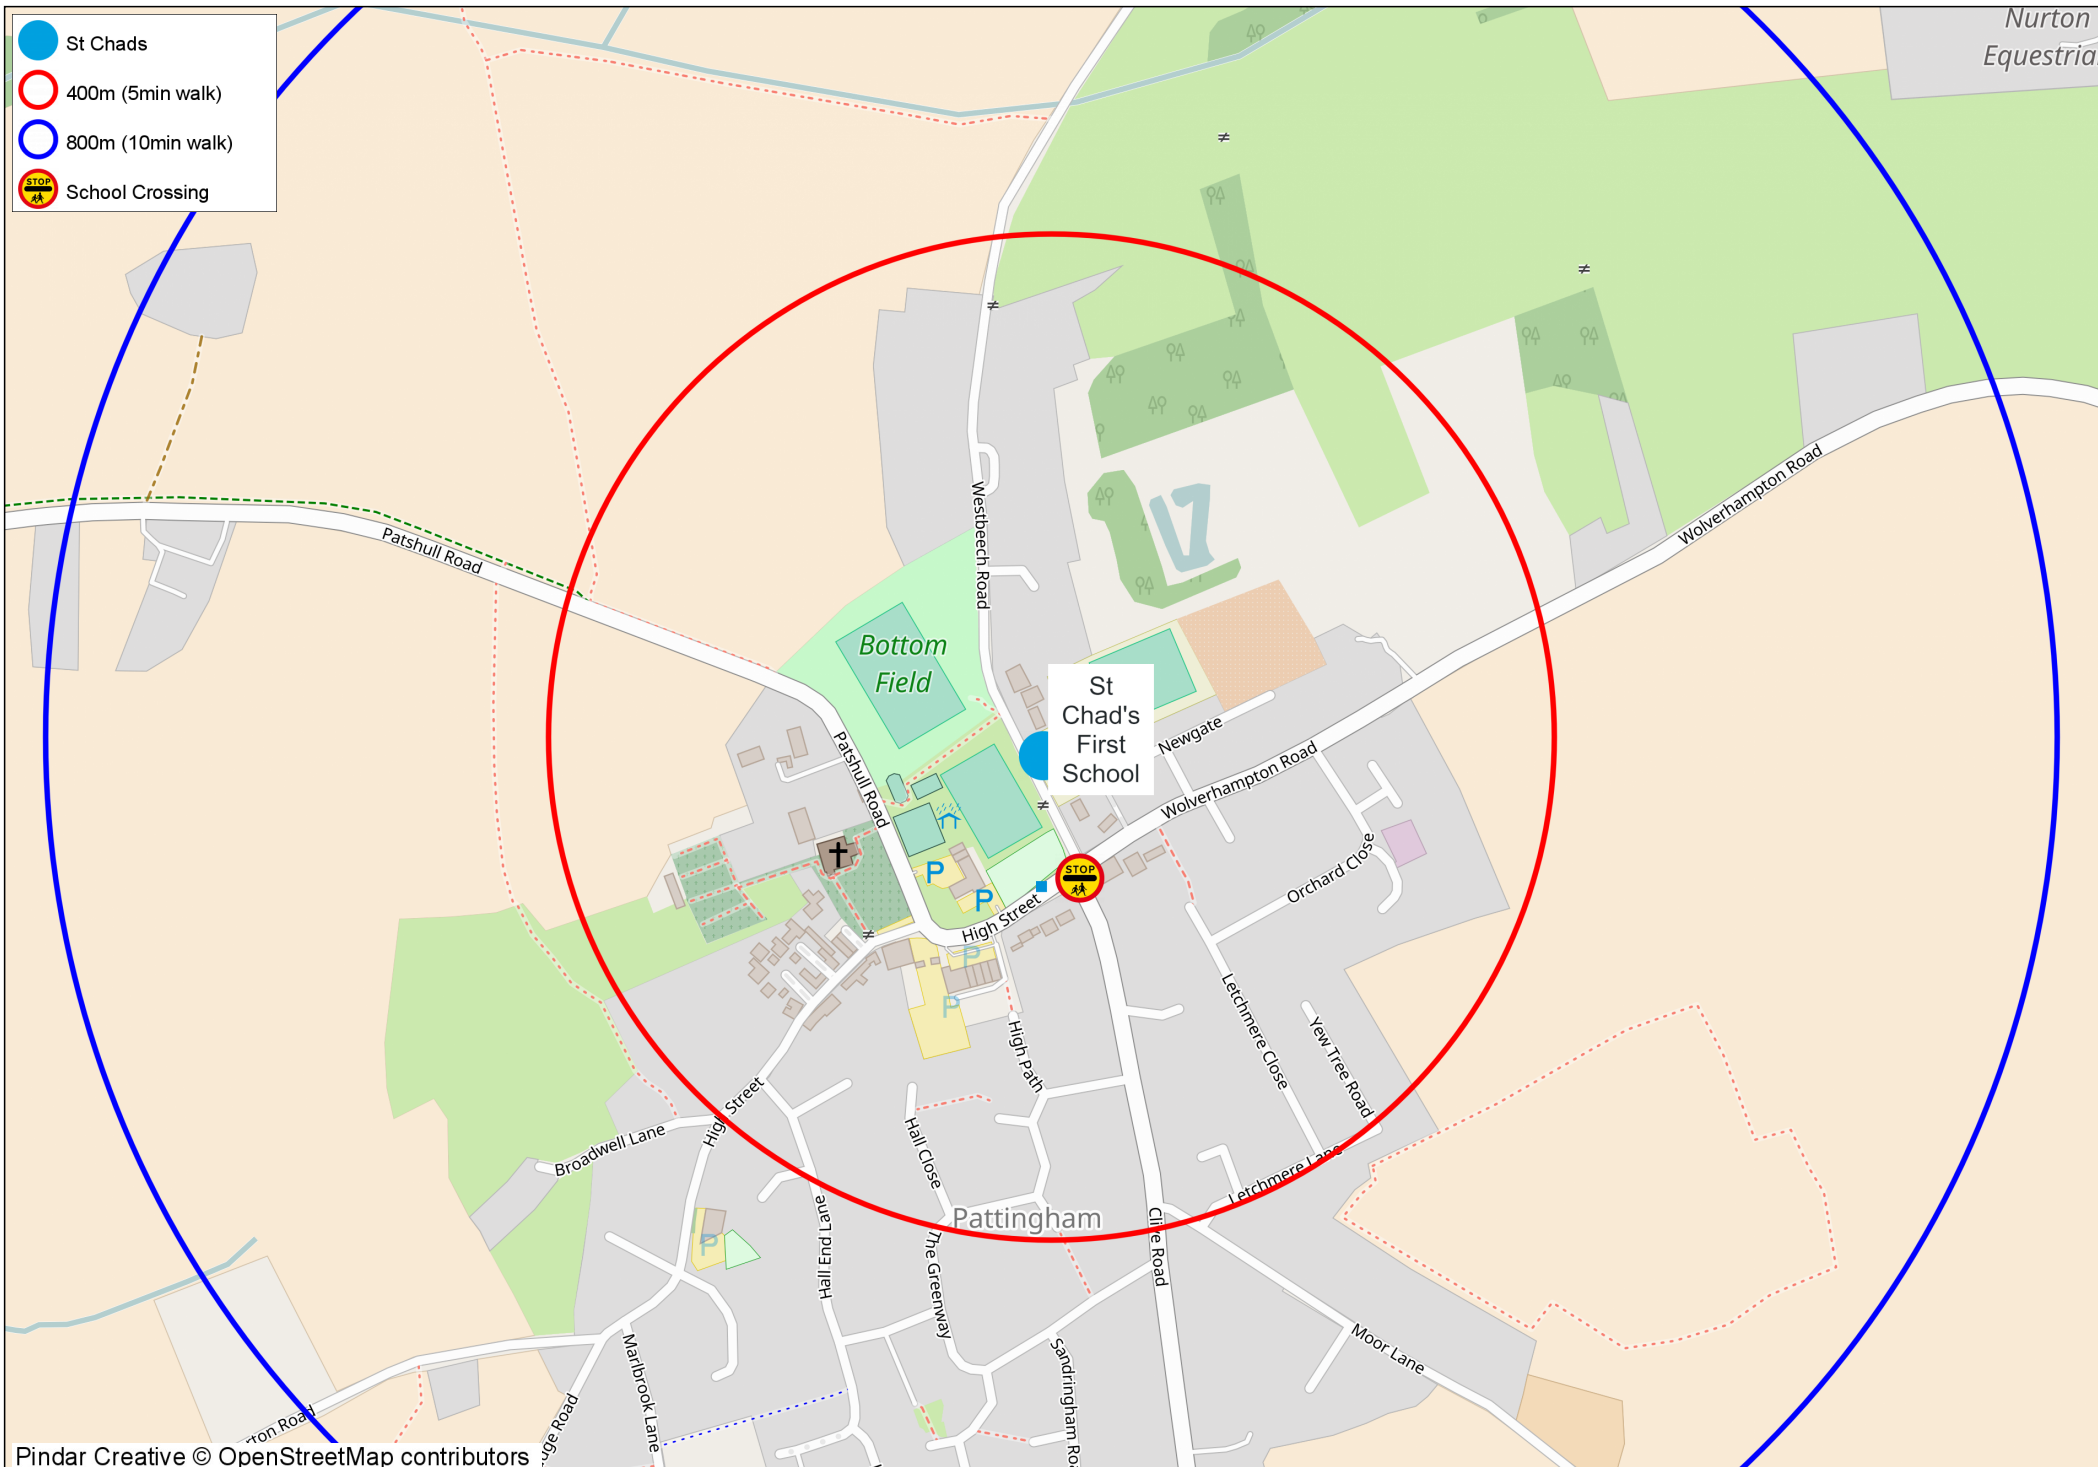 St Chads
400m (5min walk)
800m (10min walk)
STOP
School Crossing
Nurton
Patshull Road
Westbeech Road
Wolverhampton Road
Bottom
Field
St
Chad's
First
School
Newgate
Patshull Road
Wolverhampton Road
P
P
STOP
High Street
Orchard Close
P
P
High Path
Letchmere Close
Yew Tree Road
High Street
Broadwell Lane
Hall Close
Letchmere Lane
Pattingham
Hall End Lane
The Greenway
Clive Road
P
Marlbrook Lane
Moor Lane
Pindar Creative © OpenStreetMap contributors